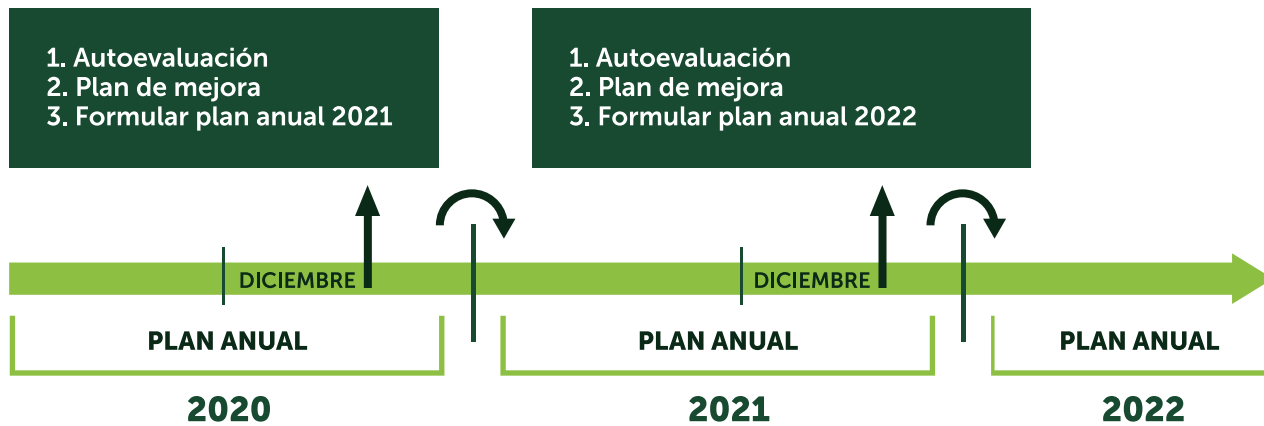 1. Autoevaluación
2. Plan de mejora
3. Formular plan anual 2021
1. Autoevaluación
2. Plan de mejora
3. Formular plan anual 2022
DICIEMBRE
DICIEMBRE
PLAN ANUAL
PLAN ANUAL
PLAN ANUAL
2020
2021
2022